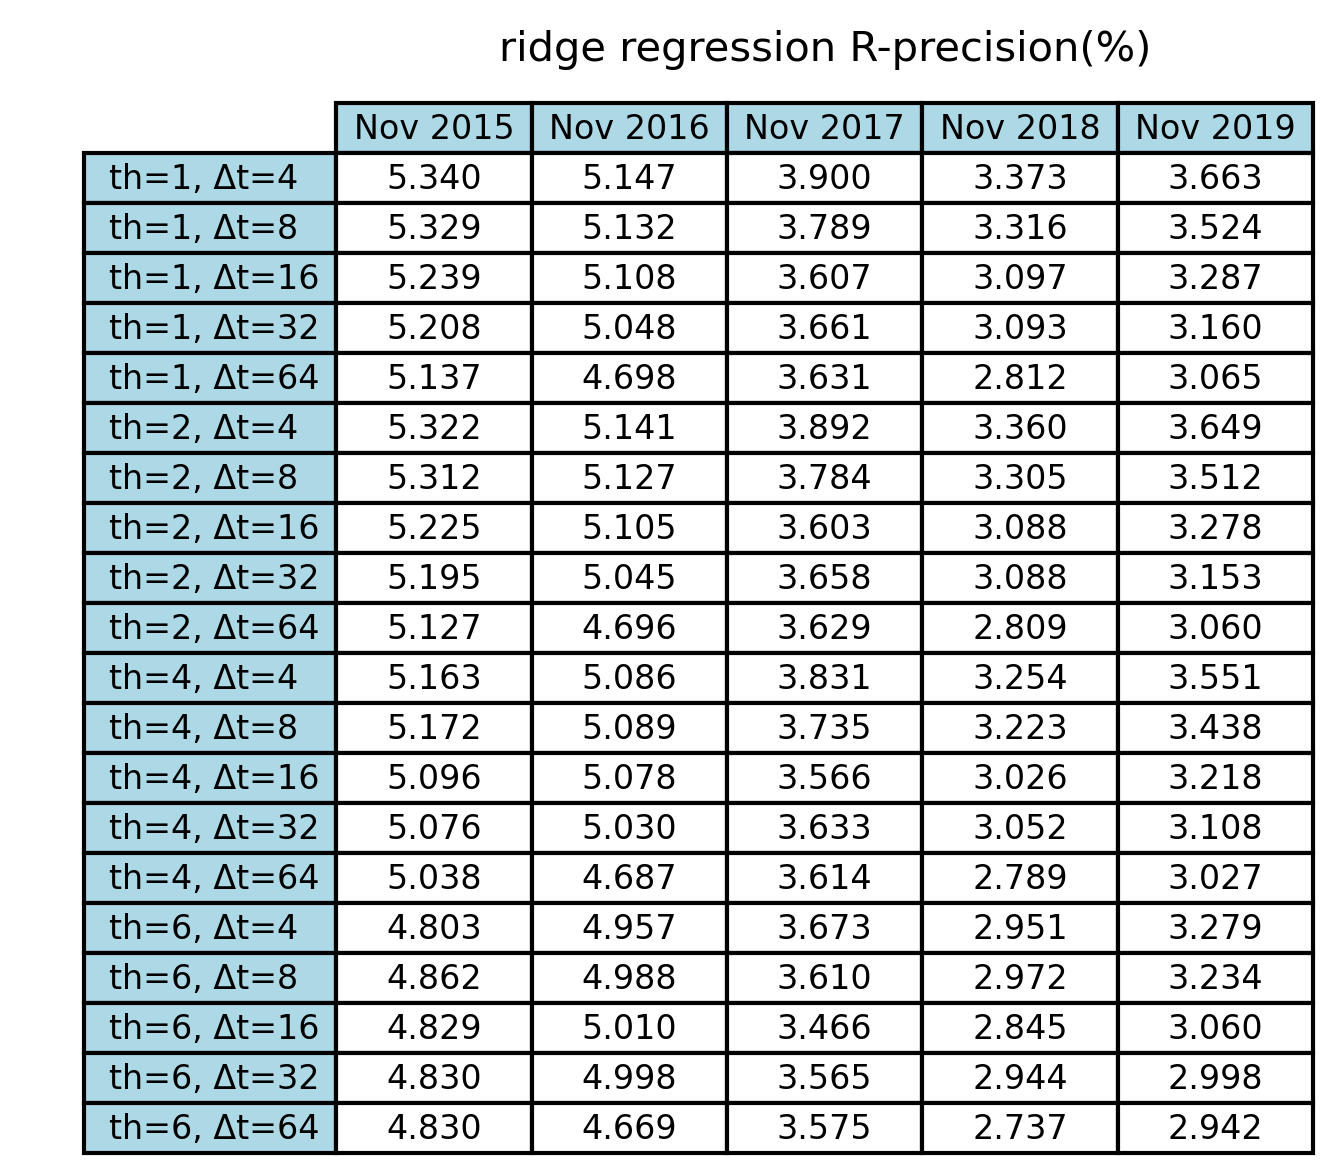 ridge regression R-precision(%)
Nov 2015 Nov 2016 Nov 2017 Nov 2018 Nov 2019
th=1, Δt=4 5.340 5.147 3.900 3.373 3.663
th=1, Δt=8 5.329 5.132 3.789 3.316 3.524
th=1, Δt=16 5.239 5.108 3.607 3.097 3.287
th=1, Δt=32 5.208 5.048 3.661 3.093 3.160
th=1, Δt=64 5.137 4.698 3.631 2.812 3.065
th=2, Δt=4 5.322 5.141 3.892 3.360 3.649
th=2, Δt=8 5.312 5.127 3.784 3.305 3.512
th=2, Δt=16 5.225 5.105 3.603 3.088 3.278
th=2, Δt=32 5.195 5.045 3.658 3.088 3.153
th=2, Δt=64 5.127 4.696 3.629 2.809 3.060
th=4, Δt=4 5.163 5.086 3.831 3.254 3.551
th=4, Δt=8 5.172 5.089 3.735 3.223 3.438
th=4, Δt=16 5.096 5.078 3.566 3.026 3.218
th=4, Δt=32 5.076 5.030 3.633 3.052 3.108
th=4, Δt=64 5.038 4.687 3.614 2.789 3.027
th=6, Δt=4 4.803 4.957 3.673 2.951 3.279
th=6, Δt=8 4.862 4.988 3.610 2.972 3.234
th=6, Δt=16 4.829 5.010 3.466 2.845 3.060
th=6, Δt=32 4.830 4.998 3.565 2.944 2.998
th=6, Δt=64 4.830 4.669 3.575 2.737 2.942